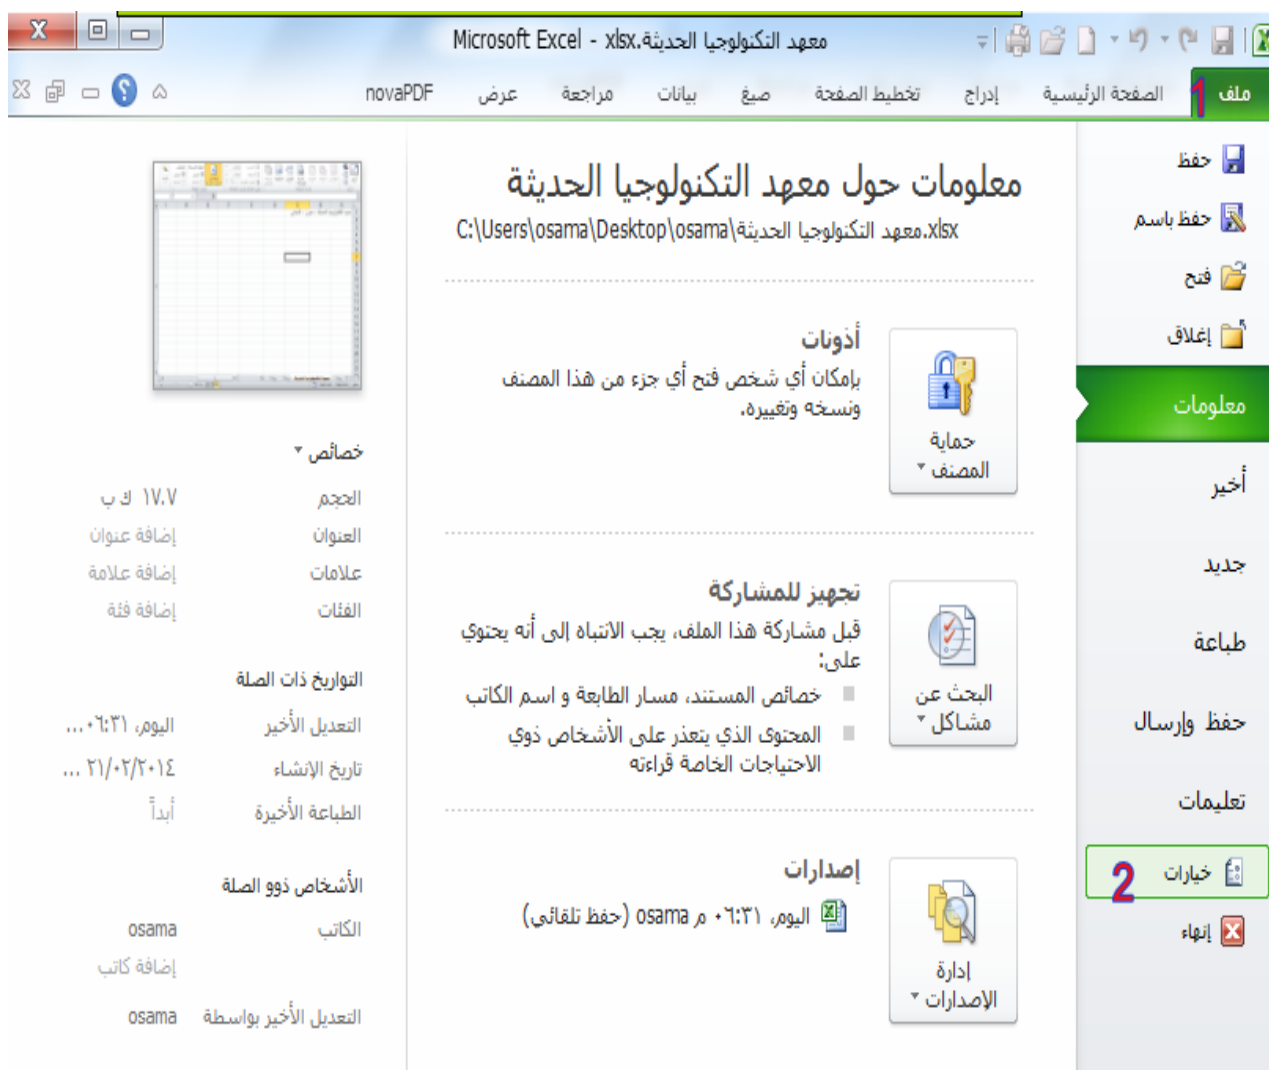 معهد التكنولوجيا الحديثة.xlsx - Microsoft Excel
ملف 1 الصفحة الرئيسية إدراج تخطيط الصفحة صيغ بيانات مراجعة عرض novaPDF
حفظ
حفظ باسم
فتح
إغلاق
معلومات
أخير
جديد
طباعة
حفظ وإرسال
تعليمات
خيارات 2
إنهاء
معلومات حول معهد التكنولوجيا الحديثة
C:\Users\osama\Desktop\osama\معهد التكنولوجيا الحديثة.xlsx
حماية
المصنف
أذونات
بإمكان أي شخص فتح أي جزء من هذا المصنف
ونسخه وتغييره.
البحث عن
مشاكل
تجهيز للمشاركة
قبل مشاركة هذا الملف، يجب الانتباه إلى أنه يحتوي
على:
خصائص المستند، مسار الطابعة و اسم الكاتب
المحتوى الذي يتعذر على الأشخاص ذوي
الاحتياجات الخاصة قراءته
إدارة
الإصدارات
إصدارات
اليوم، ٠٦:٣١ م osama (حفظ تلقائي)
خصائص
الحجم ١٧.٧ ك ب
العنوان إضافة عنوان
علامات إضافة علامة
الفئات إضافة فئة
التواريخ ذات الصلة
التعديل الأخير اليوم، ٠٦:٣١...
تاريخ الإنشاء ٢١/٠٢/٢٠١٤ ...
الطباعة الأخيرة أبداً
الأشخاص ذوو الصلة
الكاتب osama
إضافة كاتب
التعديل الأخير بواسطة osama